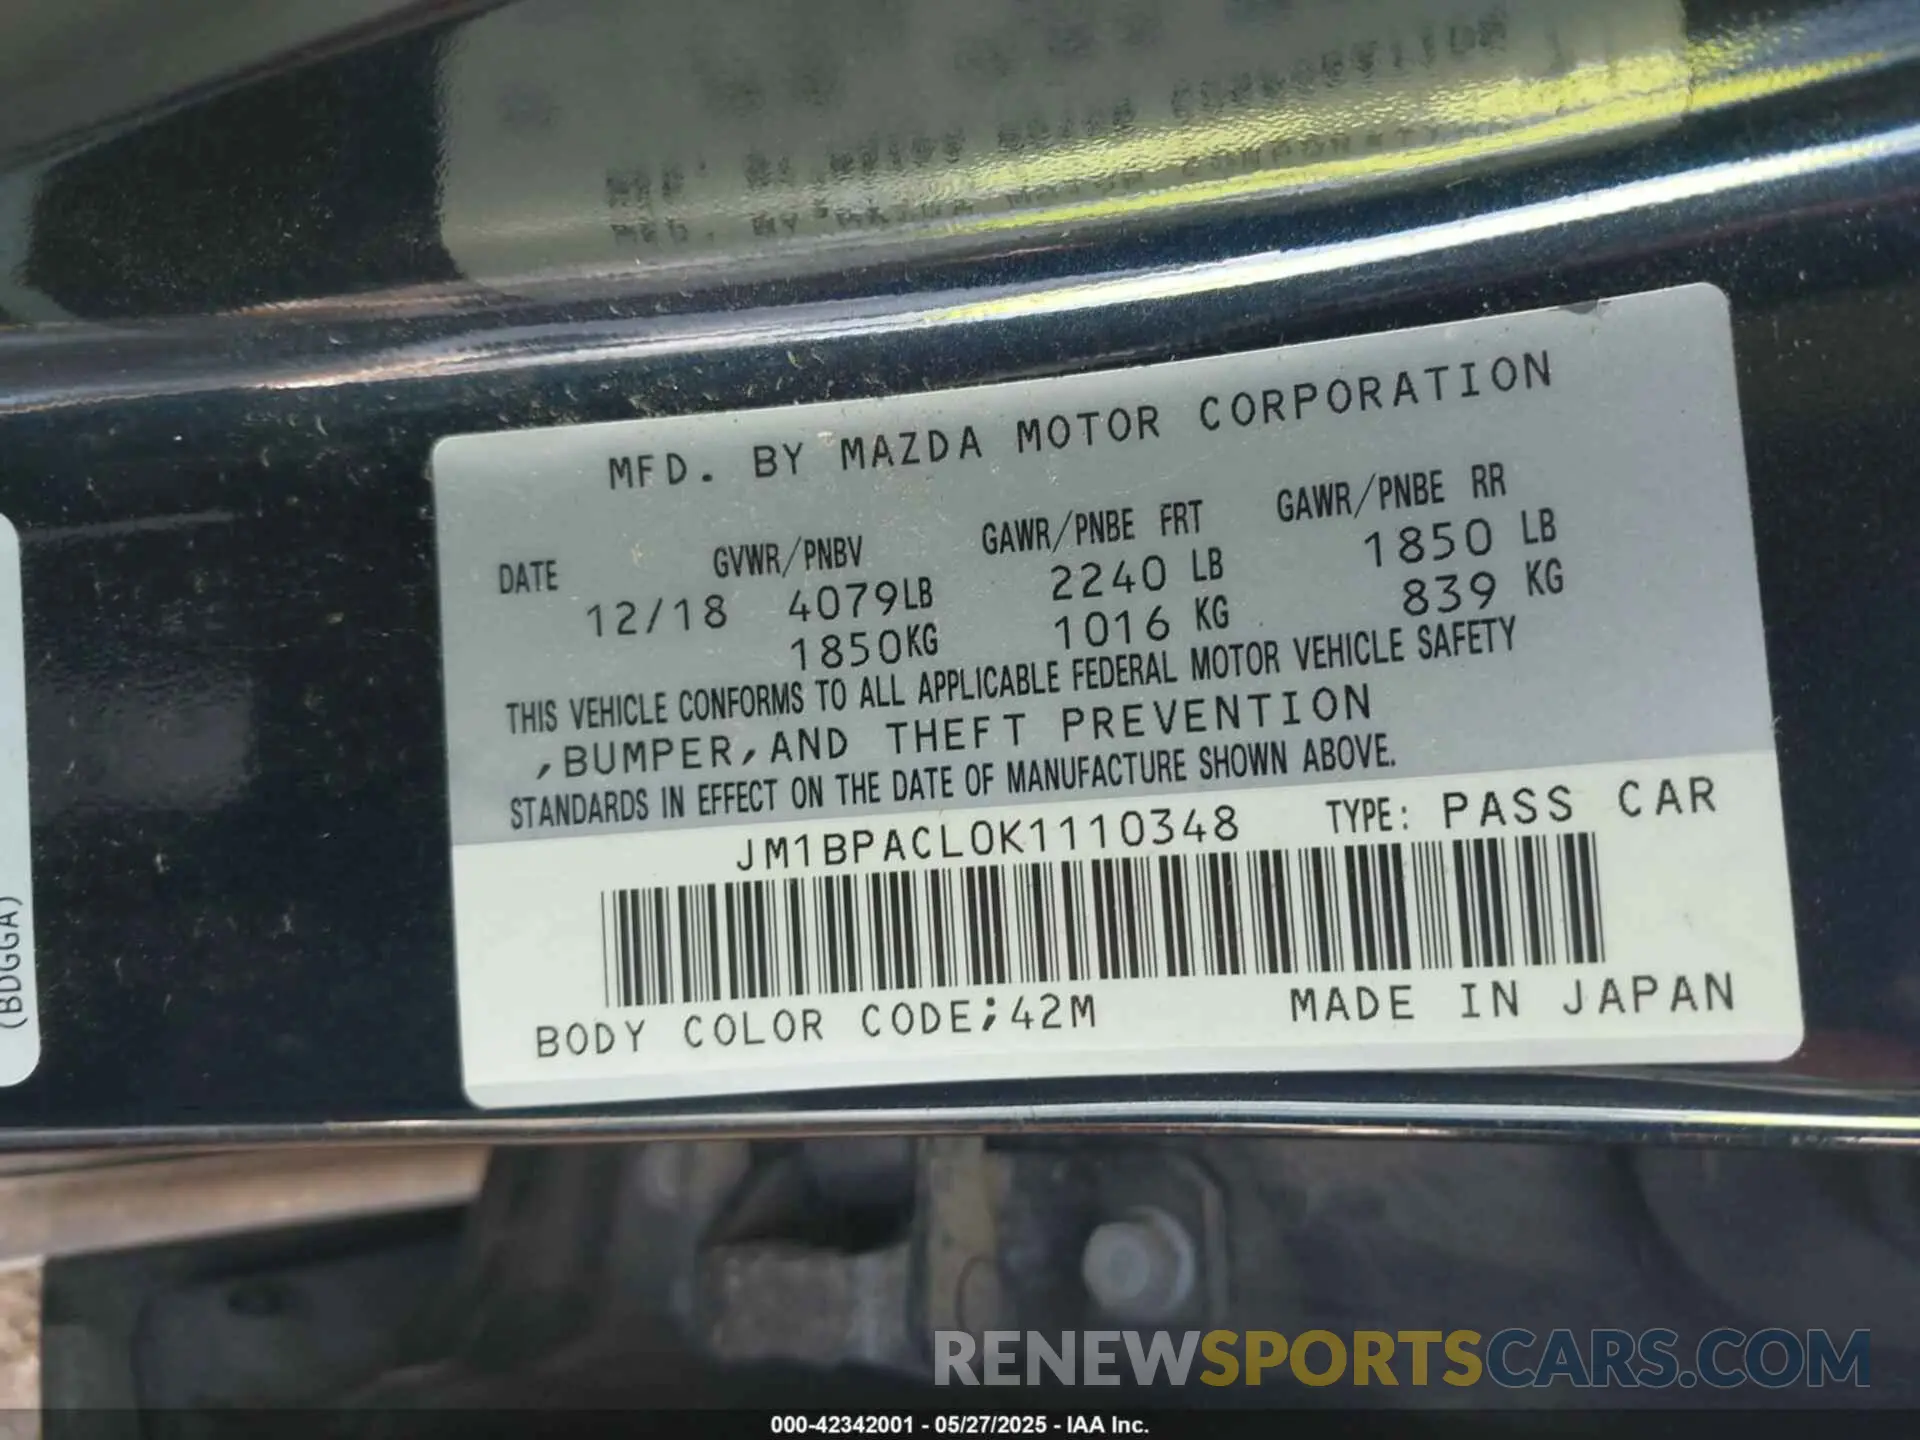 MFD. BY MAZDA MOTOR CORPORATION
DATE GVWR/PNBV GAWR/PNBE FRT GAWR/PNBE RR
12/18 4079LB 2240 LB 1850 LB
1850KG 1016 KG 839 KG
THIS VEHICLE CONFORMS TO ALL APPLICABLE FEDERAL MOTOR VEHICLE SAFETY
,BUMPER,AND THEFT PREVENTION
STANDARDS IN EFFECT ON THE DATE OF MANUFACTURE SHOWN ABOVE.
JM1BPACL0K1110348 TYPE: PASS CAR
BODY COLOR CODE;42M MADE IN JAPAN
(BDGGA)
RENEWSPORTSCARS.COM
000-42342001 - 05/27/2025 - IAA Inc.